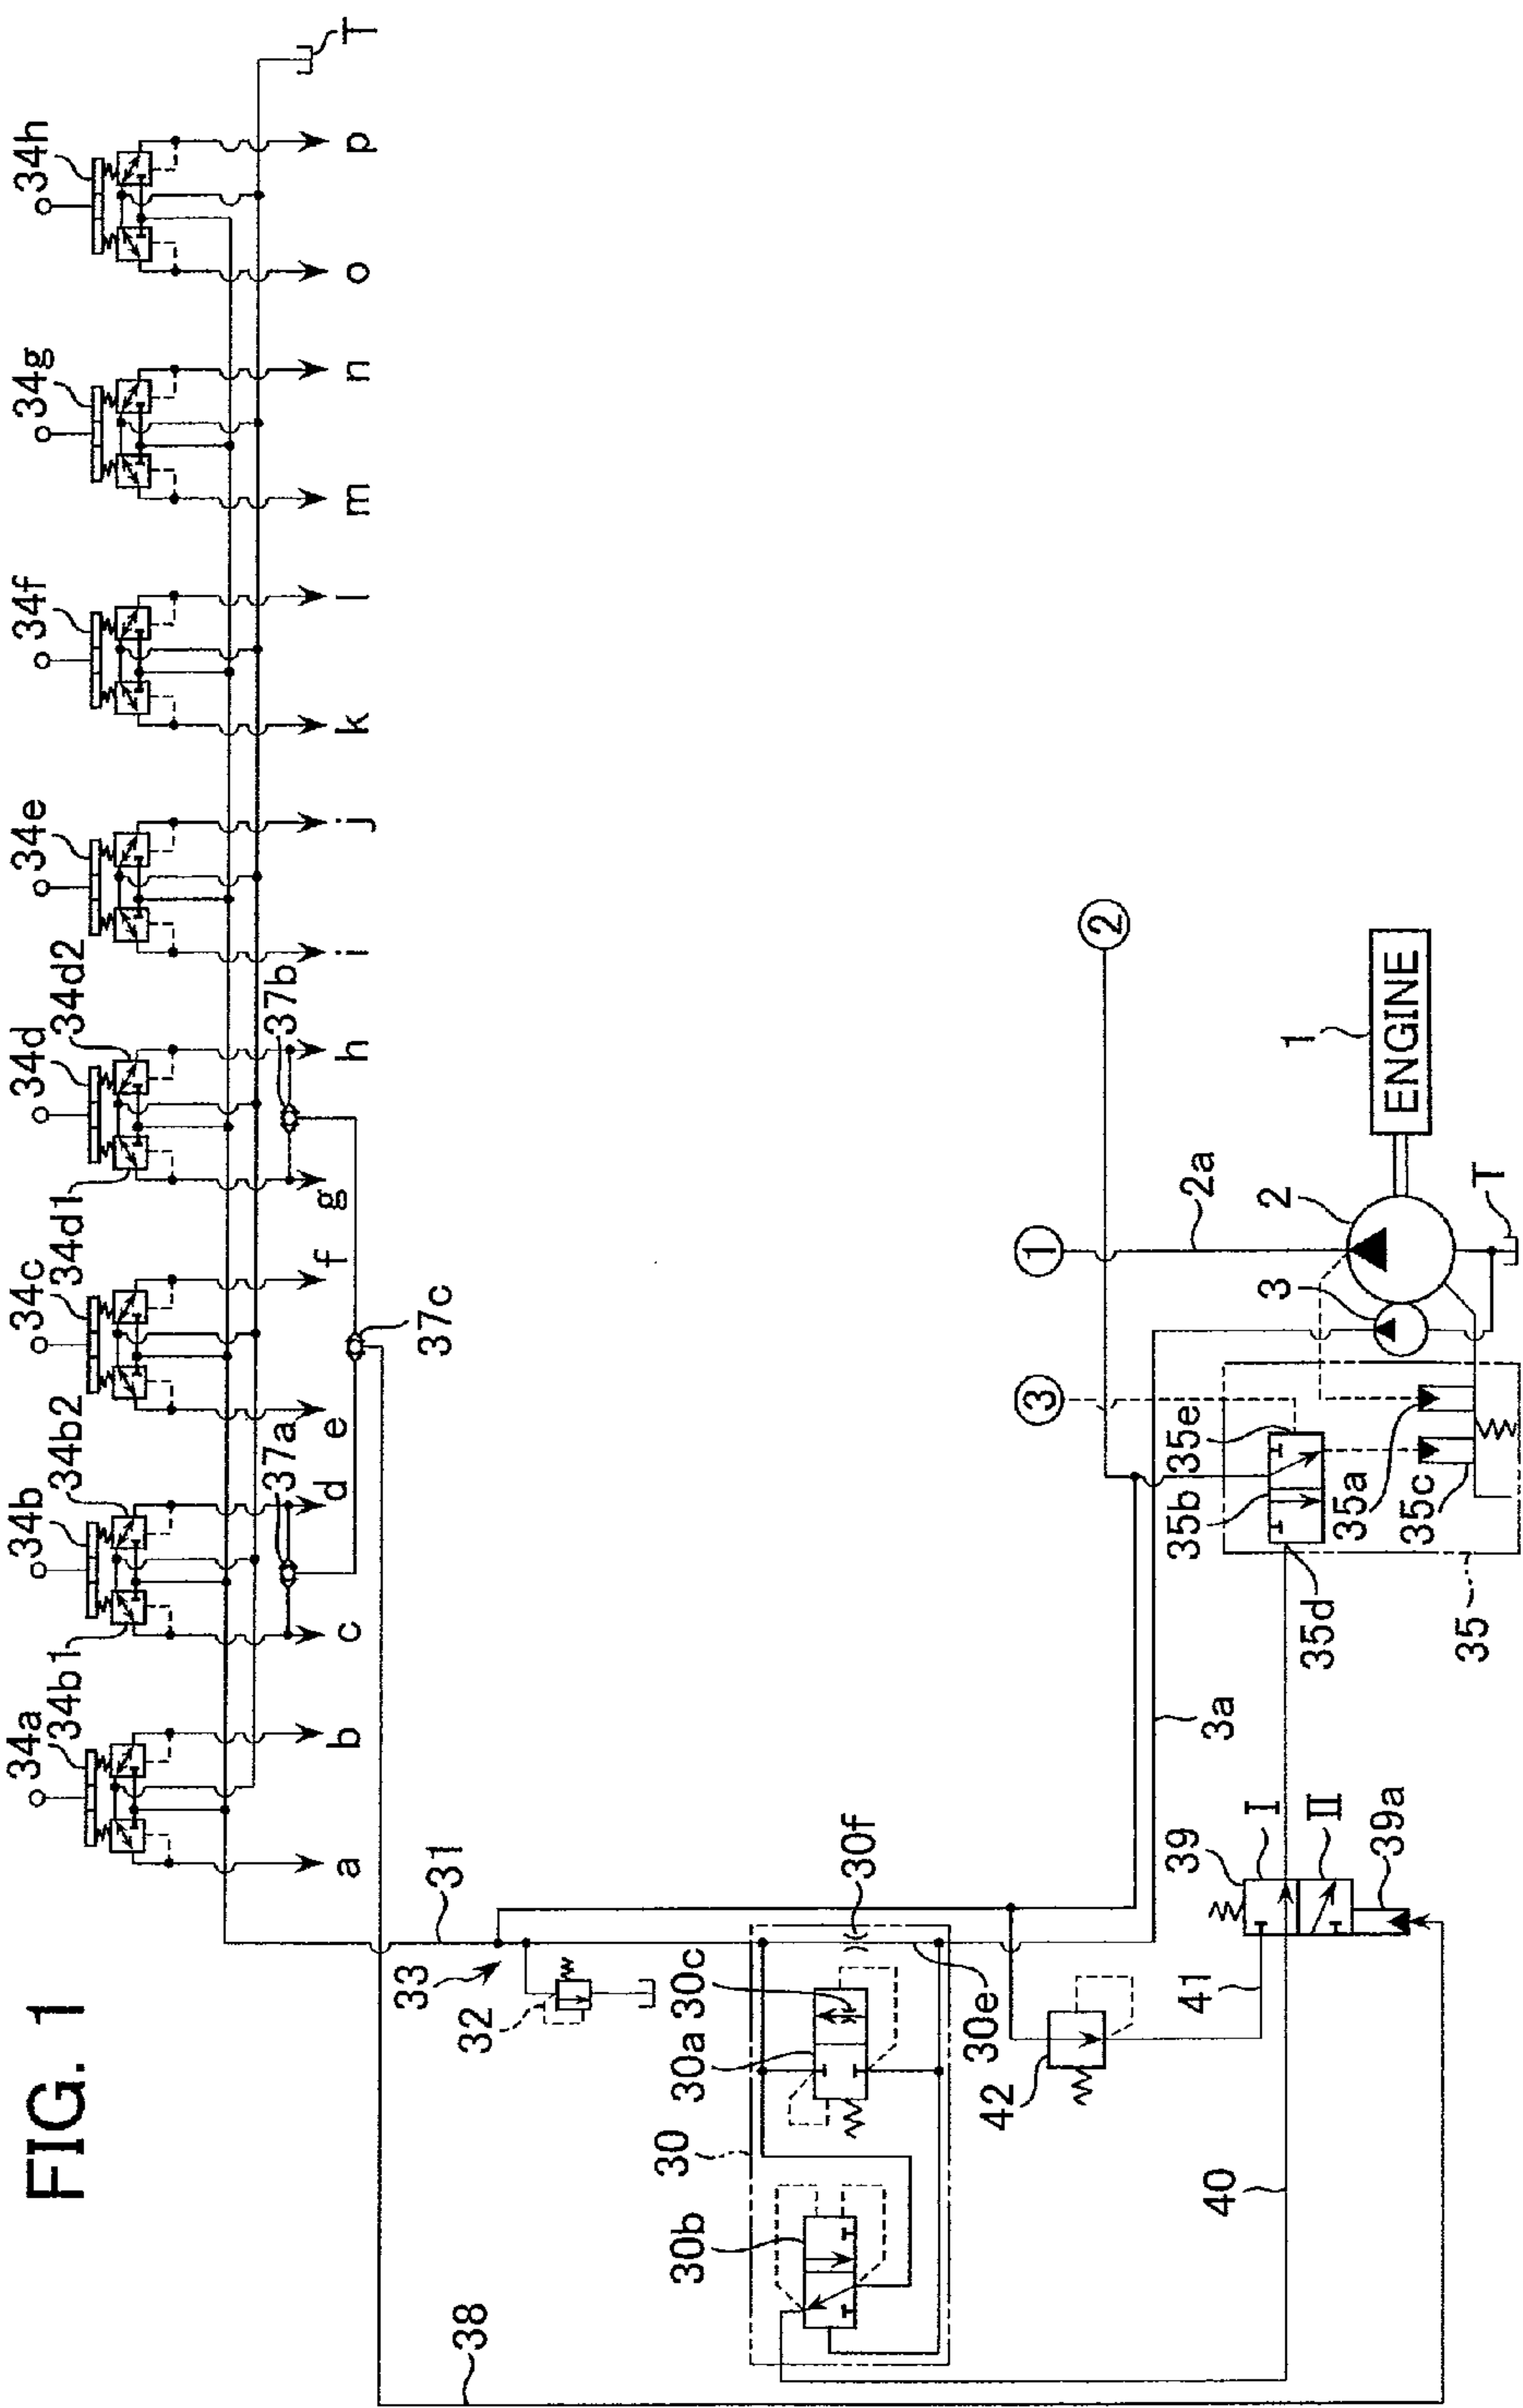 FIG. 1
34a
34b
34c
34d
34e
34f
34g
34h
34b1
34b2
34d1
34d2
T
37a
37b
37c
a
b
c
d
e
f
g
h
i
j
k
l
m
n
o
p
31
33
32
38
30
30a
30b
30c
30e
30f
42
41
40
39
I
II
39a
3a
35
35a
35b
35c
35d
35e
①
②
③
2a
2
3
1
ENGINE
T